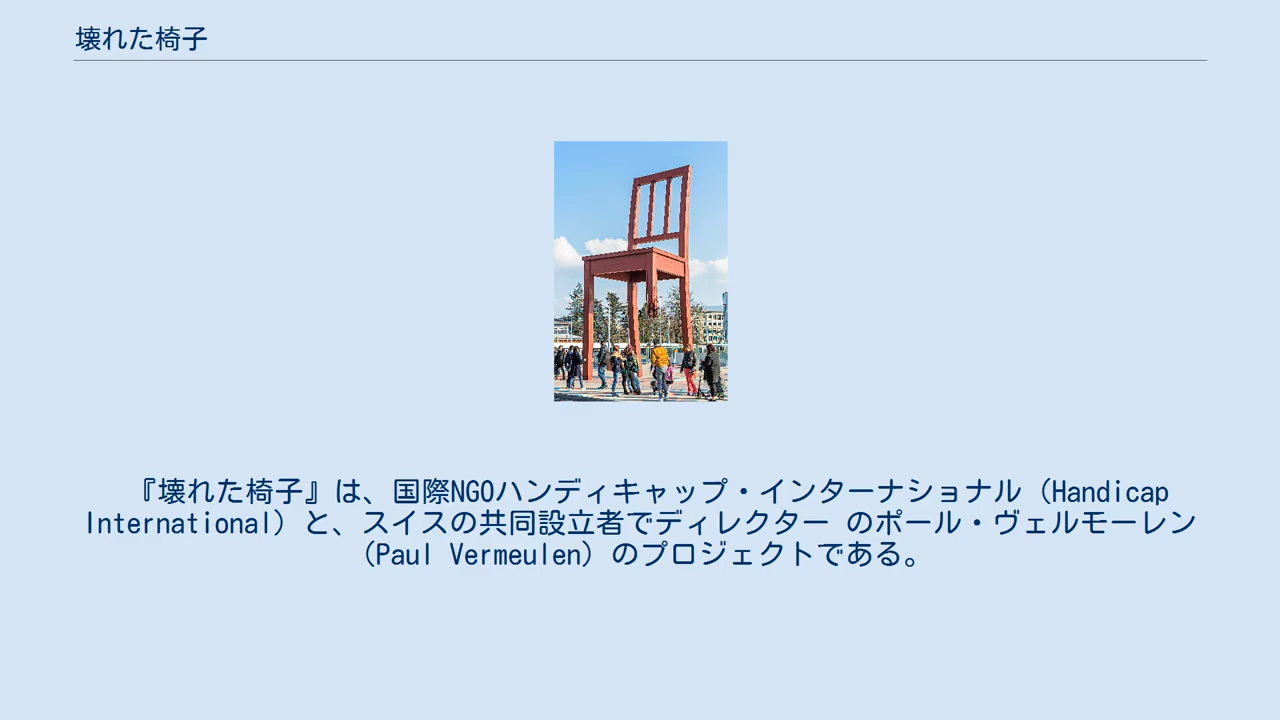 壊れた椅子
『壊れた椅子』は、国際NGOハンディキャップ・インターナショナル（Handicap
International）と、スイスの共同設立者でディレクター のポール・ヴェルモーレン
（Paul Vermeulen）のプロジェクトである。